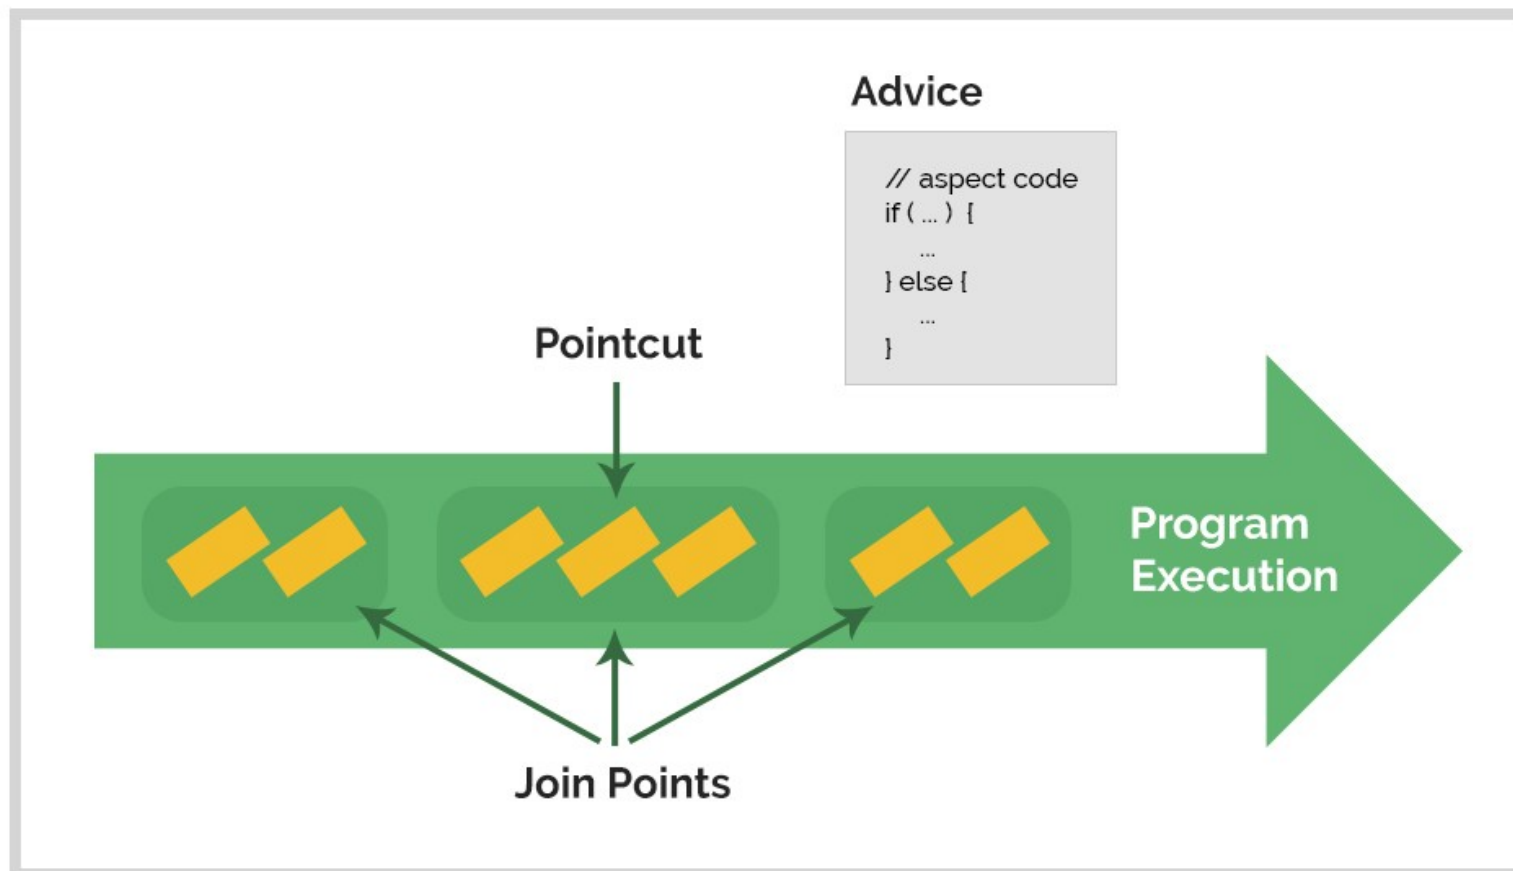 Advice
// aspect code
if ( ... ) {
...
} else {
...
}
Pointcut
Program
Execution
Join Points